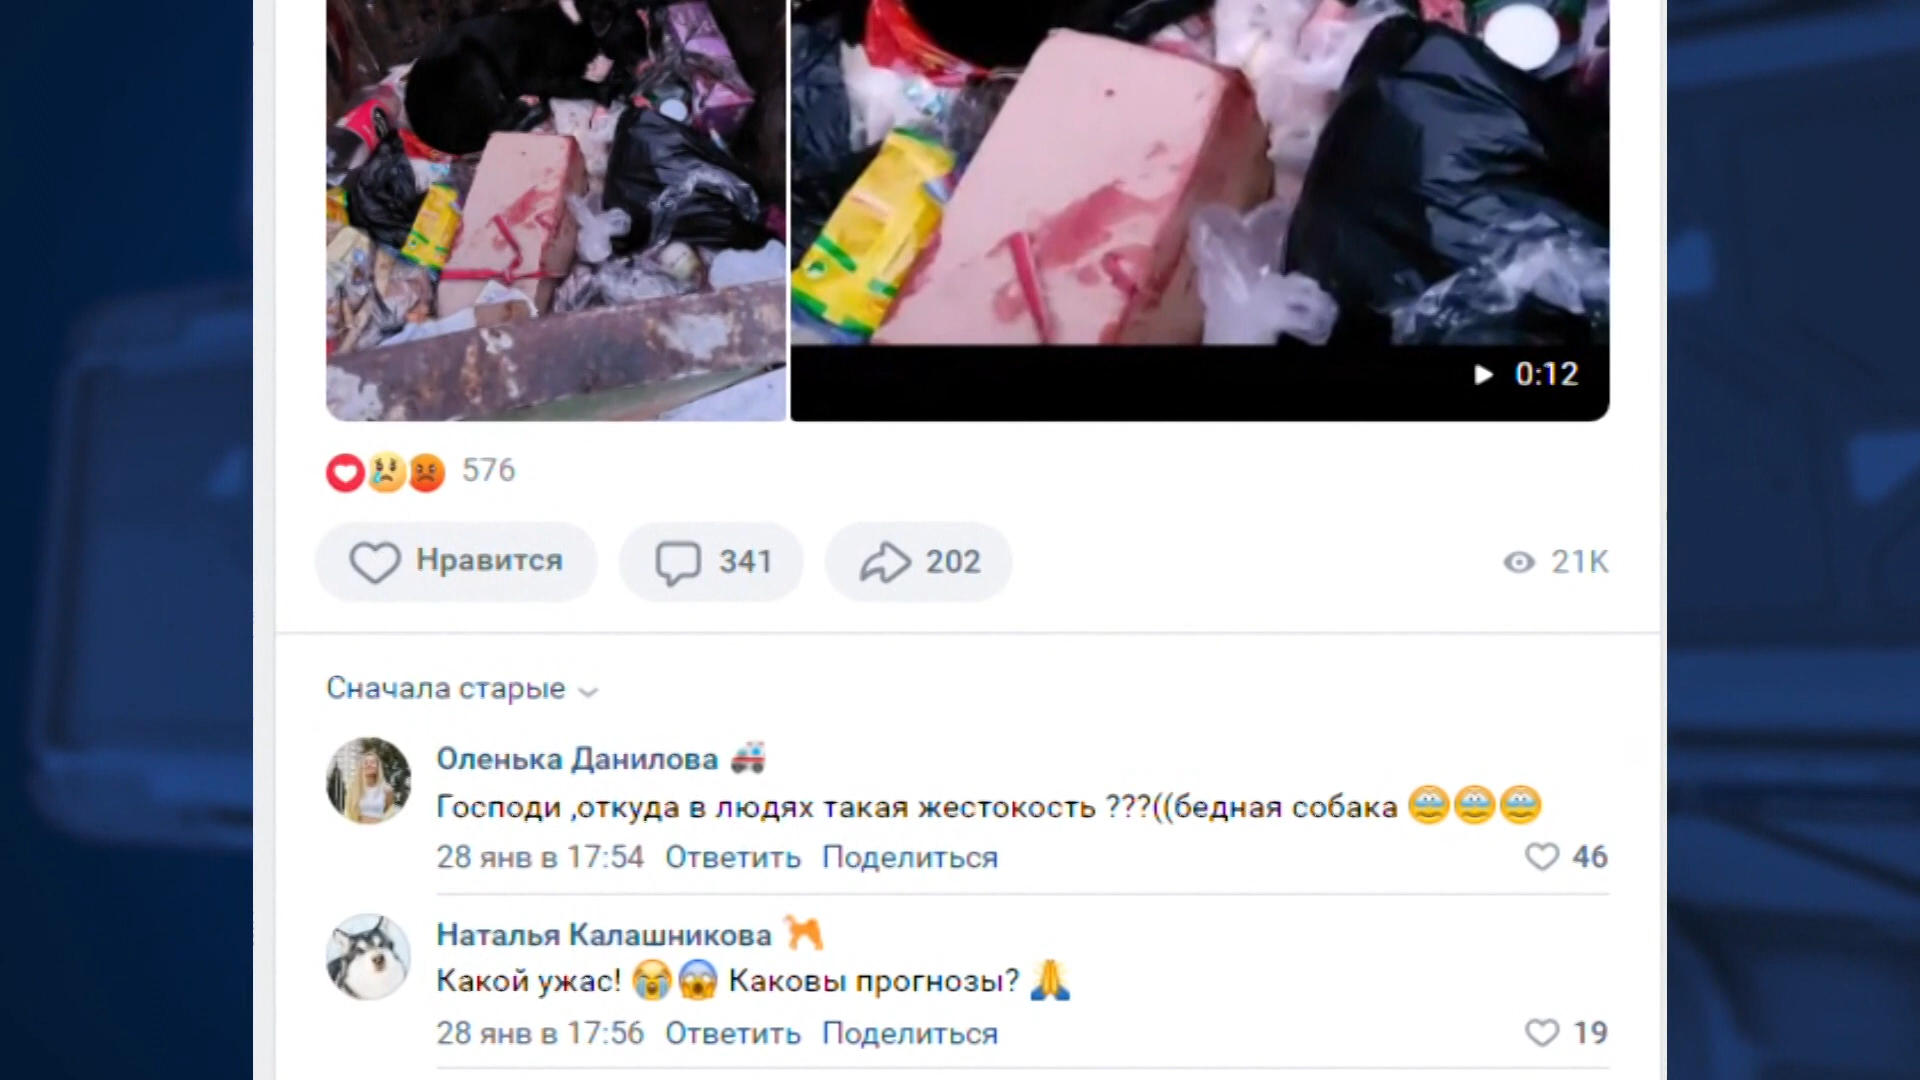 0:12
576
Нравится 341 202 21K
Сначала старые
Оленька Данилова
Господи ,откуда в людях такая жестокость ???((бедная собака
28 янв в 17:54 Ответить Поделиться 46
Наталья Калашникова
Какой ужас! 😭😱 Каковы прогнозы? 🙏
28 янв в 17:56 Ответить Поделиться 19